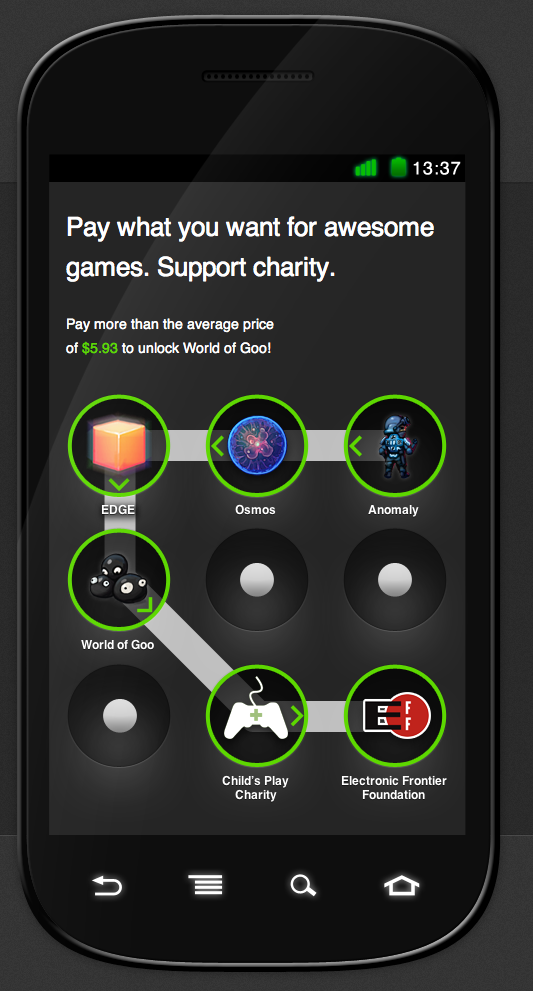 13:37
Pay what you want for awesome
games. Support charity.
Pay more than the average price
of $5.93 to unlock World of Goo!
EDGE
Osmos
Anomaly
World of Goo
Child's Play
Charity
EFF
Electronic Frontier
Foundation